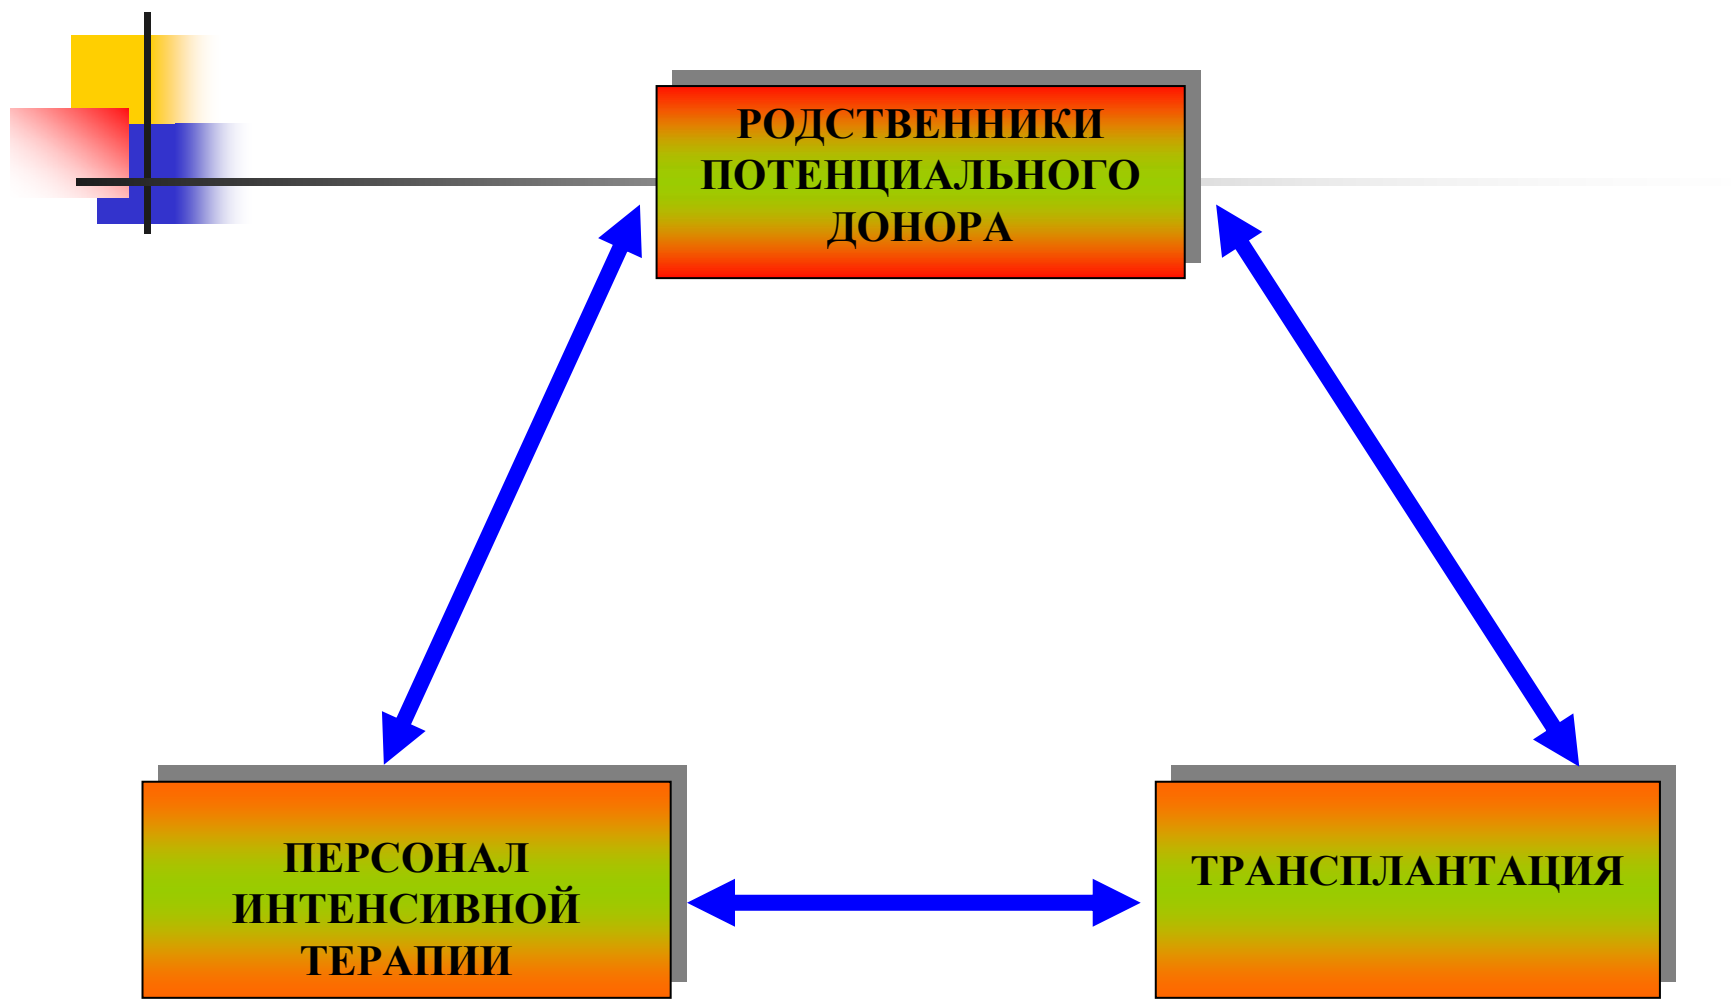 РОДСТВЕННИКИ
ПОТЕНЦИАЛЬНОГО
ДОНОРА
ПЕРСОНАЛ
ИНТЕНСИВНОЙ
ТЕРАПИИ
ТРАНСПЛАНТАЦИЯ